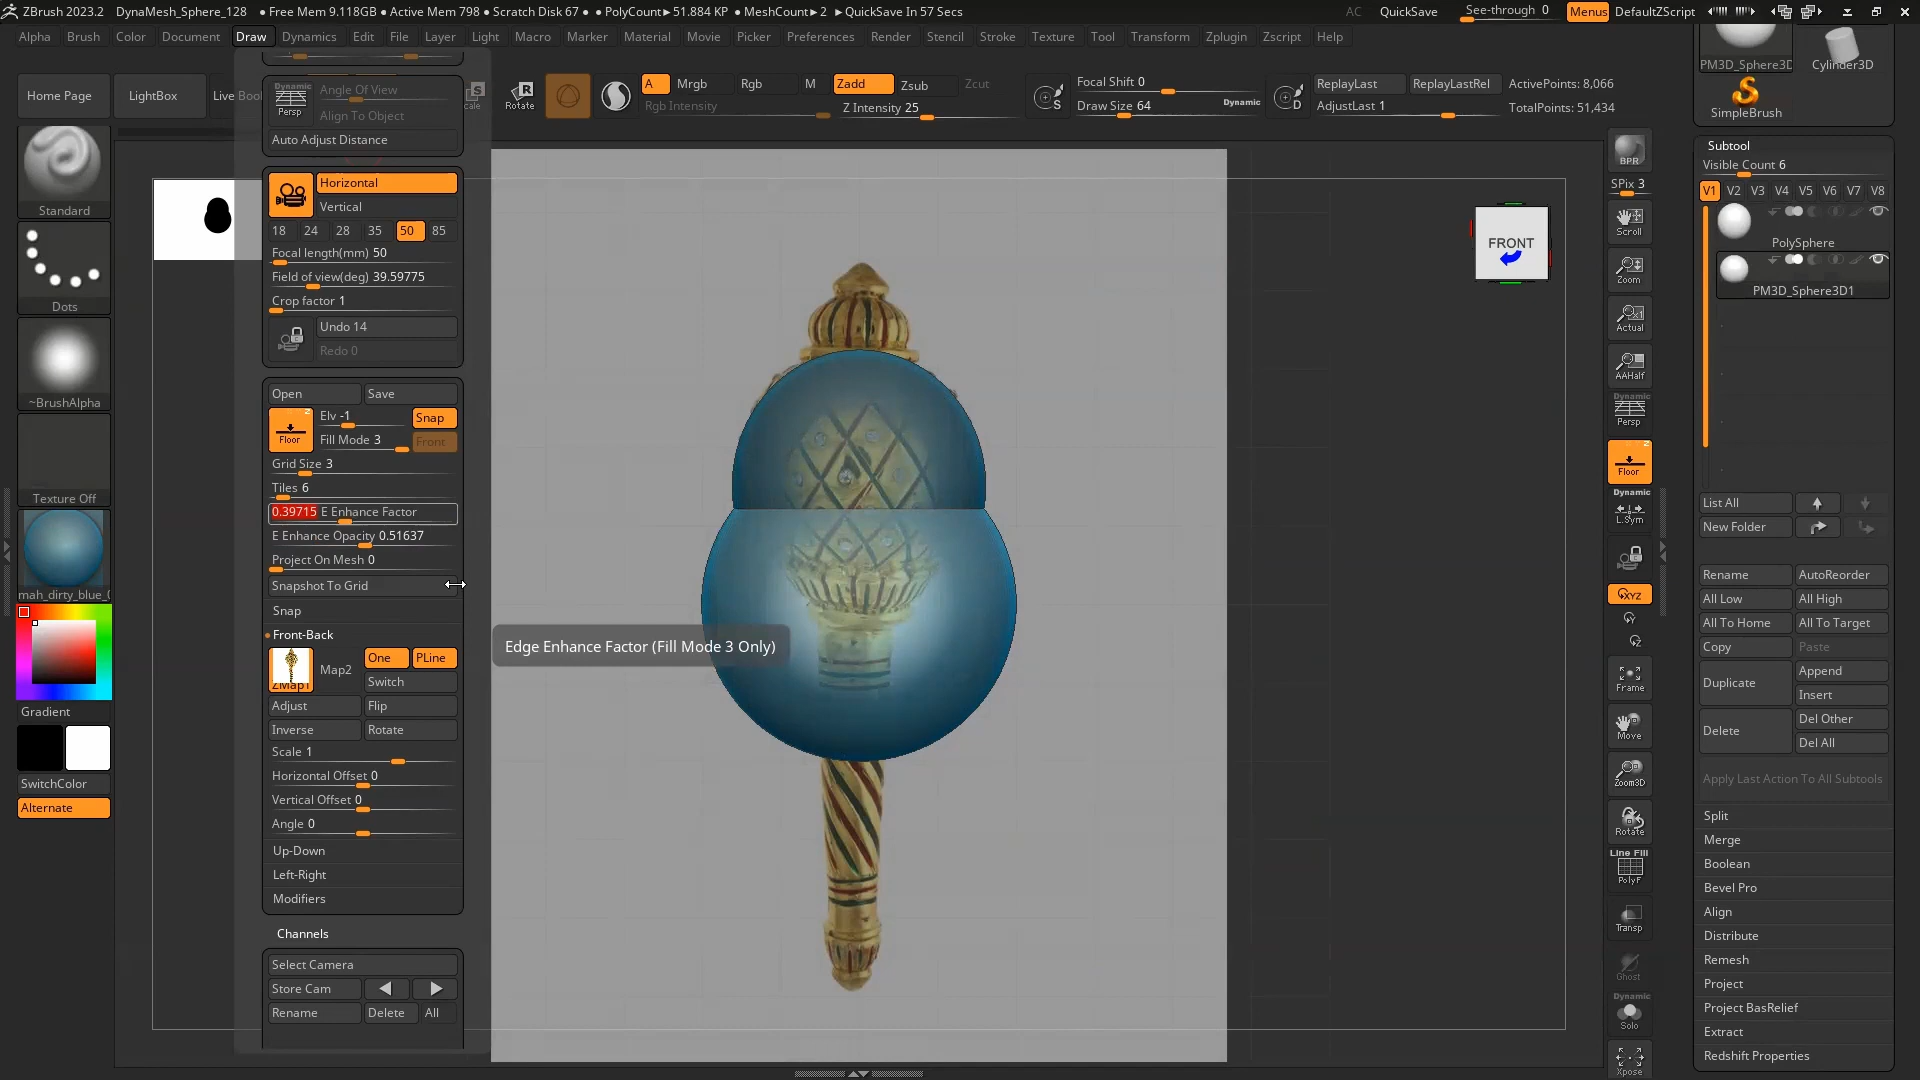 ZBrush 2023.2 DynaMesh_Sphere_128 ● Free Mem 9.118GB ● Active Mem 798 ● Scratch Disk 67 ● ● PolyCount► 51.884 KP ● MeshCount► 2 ► QuickSave In 57 Secs AC QuickSave See-through 0 Menus DefaultZScript
Alpha Brush Color Document Draw Dynamics Edit File Layer Light Macro Marker Material Movie Picker Preferences Render Stencil Stroke Texture Tool Transform Zplugin Zscript Help
Home Page LightBox Live Boo
Rotate
A Mrgb Rgb M Zadd Zsub Zcut
Rgb Intensity Z Intensity 25
S Focal Shift 0
Draw Size 64 Dynamic
D ReplayLast ReplayLastRel ActivePoints: 8,066
AdjustLast 1 TotalPoints: 51,434
Standard
Dots
~BrushAlpha
Texture Off
mah_dirty_blue_0
Gradient
SwitchColor
Alternate
Dynamic
Persp
Angle Of View
Align To Object
Auto Adjust Distance
Horizontal
Vertical
18 24 28 35 50 85
Focal length(mm) 50
Field of view(deg) 39.59775
Crop factor 1
Undo 14
Redo 0
Open Save
Floor
Elv -1 Snap
Fill Mode 3 Front
Grid Size 3
Tiles 6
0.39715 E Enhance Factor
E Enhance Opacity 0.51637
Project On Mesh 0
Snapshot To Grid
Snap
Front-Back
ZMap1 Map2 One PLine
Switch
Adjust Flip
Inverse Rotate
Scale 1
Horizontal Offset 0
Vertical Offset 0
Angle 0
Up-Down
Left-Right
Modifiers
Channels
Select Camera
Store Cam
Rename Delete All
Edge Enhance Factor (Fill Mode 3 Only)
FRONT
BPR
SPix 3
Scroll
Zoom
Actual
AAHalf
Dynamic
Persp
Floor
Dynamic
L.Sym
XYZ
Frame
Move
Zoom3D
Rotate
Line Fill
PolyF
Transp
Ghost
Dynamic
Solo
Xpose
PM3D_Sphere3D Cylinder3D
SimpleBrush
Subtool
Visible Count 6
V1 V2 V3 V4 V5 V6 V7 V8
PolySphere
PM3D_Sphere3D1
List All
New Folder
Rename AutoReorder
All Low All High
All To Home All To Target
Copy Paste
Duplicate Append
Insert
Delete Del Other
Del All
Apply Last Action To All Subtools
Split
Merge
Boolean
Bevel Pro
Align
Distribute
Remesh
Project
Project BasRelief
Extract
Redshift Properties